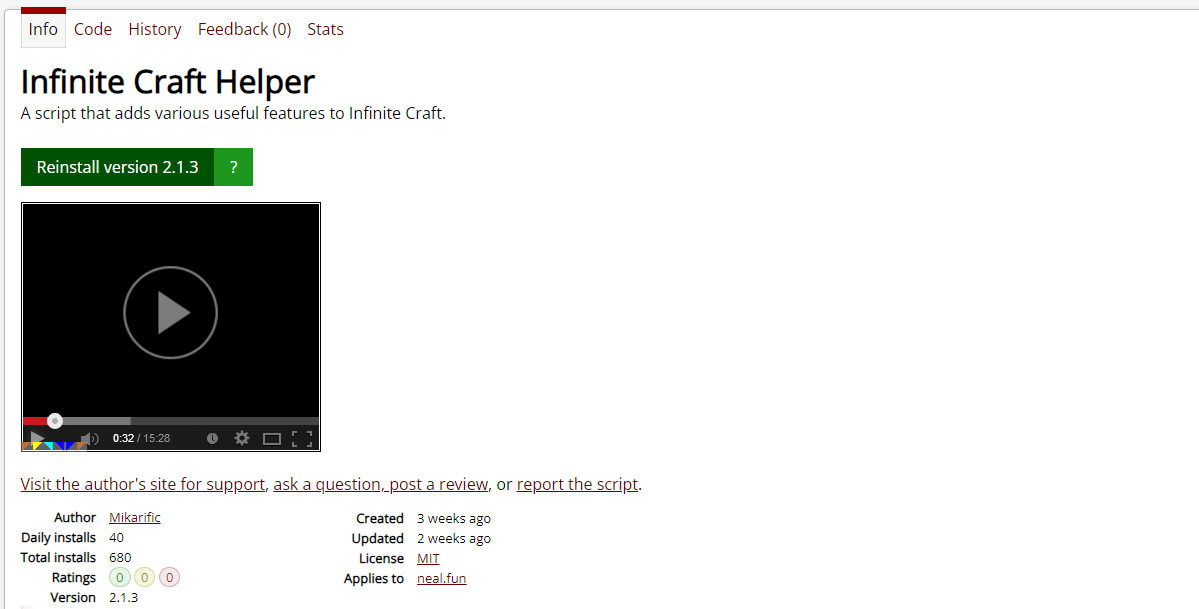 Info Code History Feedback (0) Stats
Infinite Craft Helper
A script that adds various useful features to Infinite Craft.
Reinstall version 2.1.3 ?
0:32 / 15:28
Visit the author's site for support, ask a question, post a review, or report the script.
Author Mikarific
Daily installs 40
Total installs 680
Ratings 0 0 0
Version 2.1.3
Created 3 weeks ago
Updated 2 weeks ago
License MIT
Applies to neal.fun